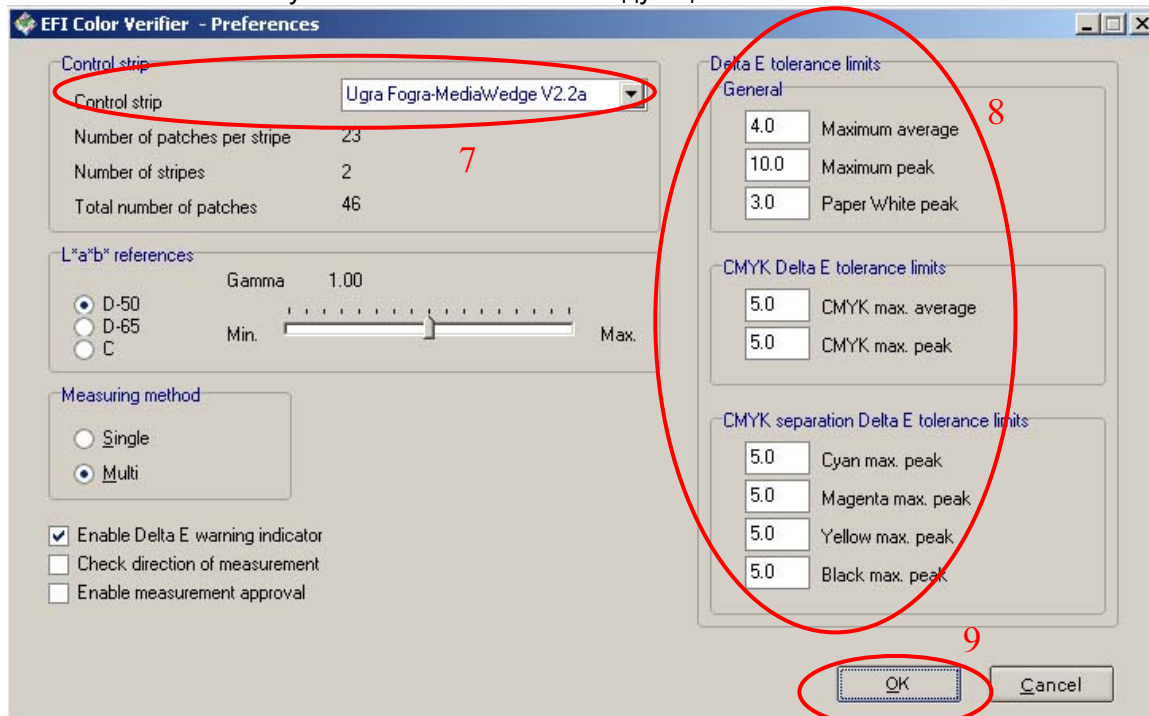 EFI Color Verifier - Preferences
Control strip
Control strip
Ugra Fogra-MediaWedge V2.2a
Number of patches per stripe 23
7
Number of stripes 2
Total number of patches 46
L*a*b* references
Gamma 1.00
D-50
D-65
C
Min. Max.
Measuring method
Single
Multi
Enable Delta E warning indicator
Check direction of measurement
Enable measurement approval
Delta E tolerance limits
General
8
4.0 Maximum average
10.0 Maximum peak
3.0 Paper White peak
CMYK Delta E tolerance limits
5.0 CMYK max. average
5.0 CMYK max. peak
CMYK separation Delta E tolerance limits
5.0 Cyan max. peak
5.0 Magenta max. peak
5.0 Yellow max. peak
5.0 Black max. peak
9
OK Cancel